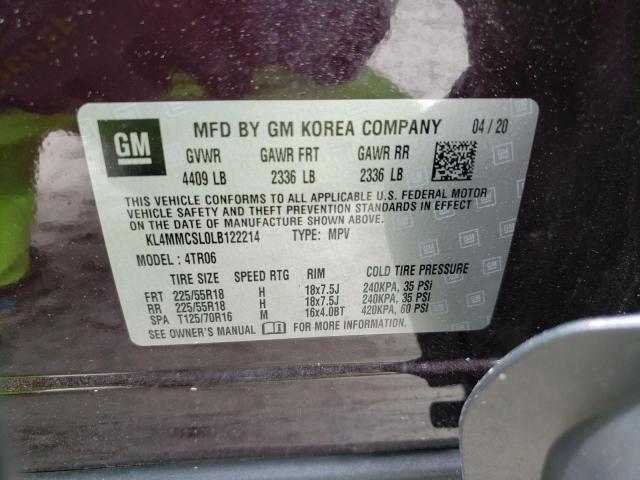 GM
MFD BY GM KOREA COMPANY 04 / 20
GVWR GAWR FRT GAWR RR
4409 LB 2336 LB 2336 LB
THIS VEHICLE CONFORMS TO ALL APPLICABLE U.S. FEDERAL MOTOR
VEHICLE SAFETY AND THEFT PREVENTION STANDARDS IN EFFECT
ON THE DATE OF MANUFACTURE SHOWN ABOVE.
KL4MMCSL0LB122214 TYPE: MPV
MODEL : 4TR06
TIRE SIZE SPEED RTG RIM COLD TIRE PRESSURE
FRT 225/55R18 H 18x7.5J 240KPA, 35 PSI
RR 225/55R18 H 18x7.5J 240KPA, 35 PSI
SPA T125/70R16 M 16x4.0BT 420KPA, 60 PSI
SEE OWNER'S MANUAL FOR MORE INFORMATION.